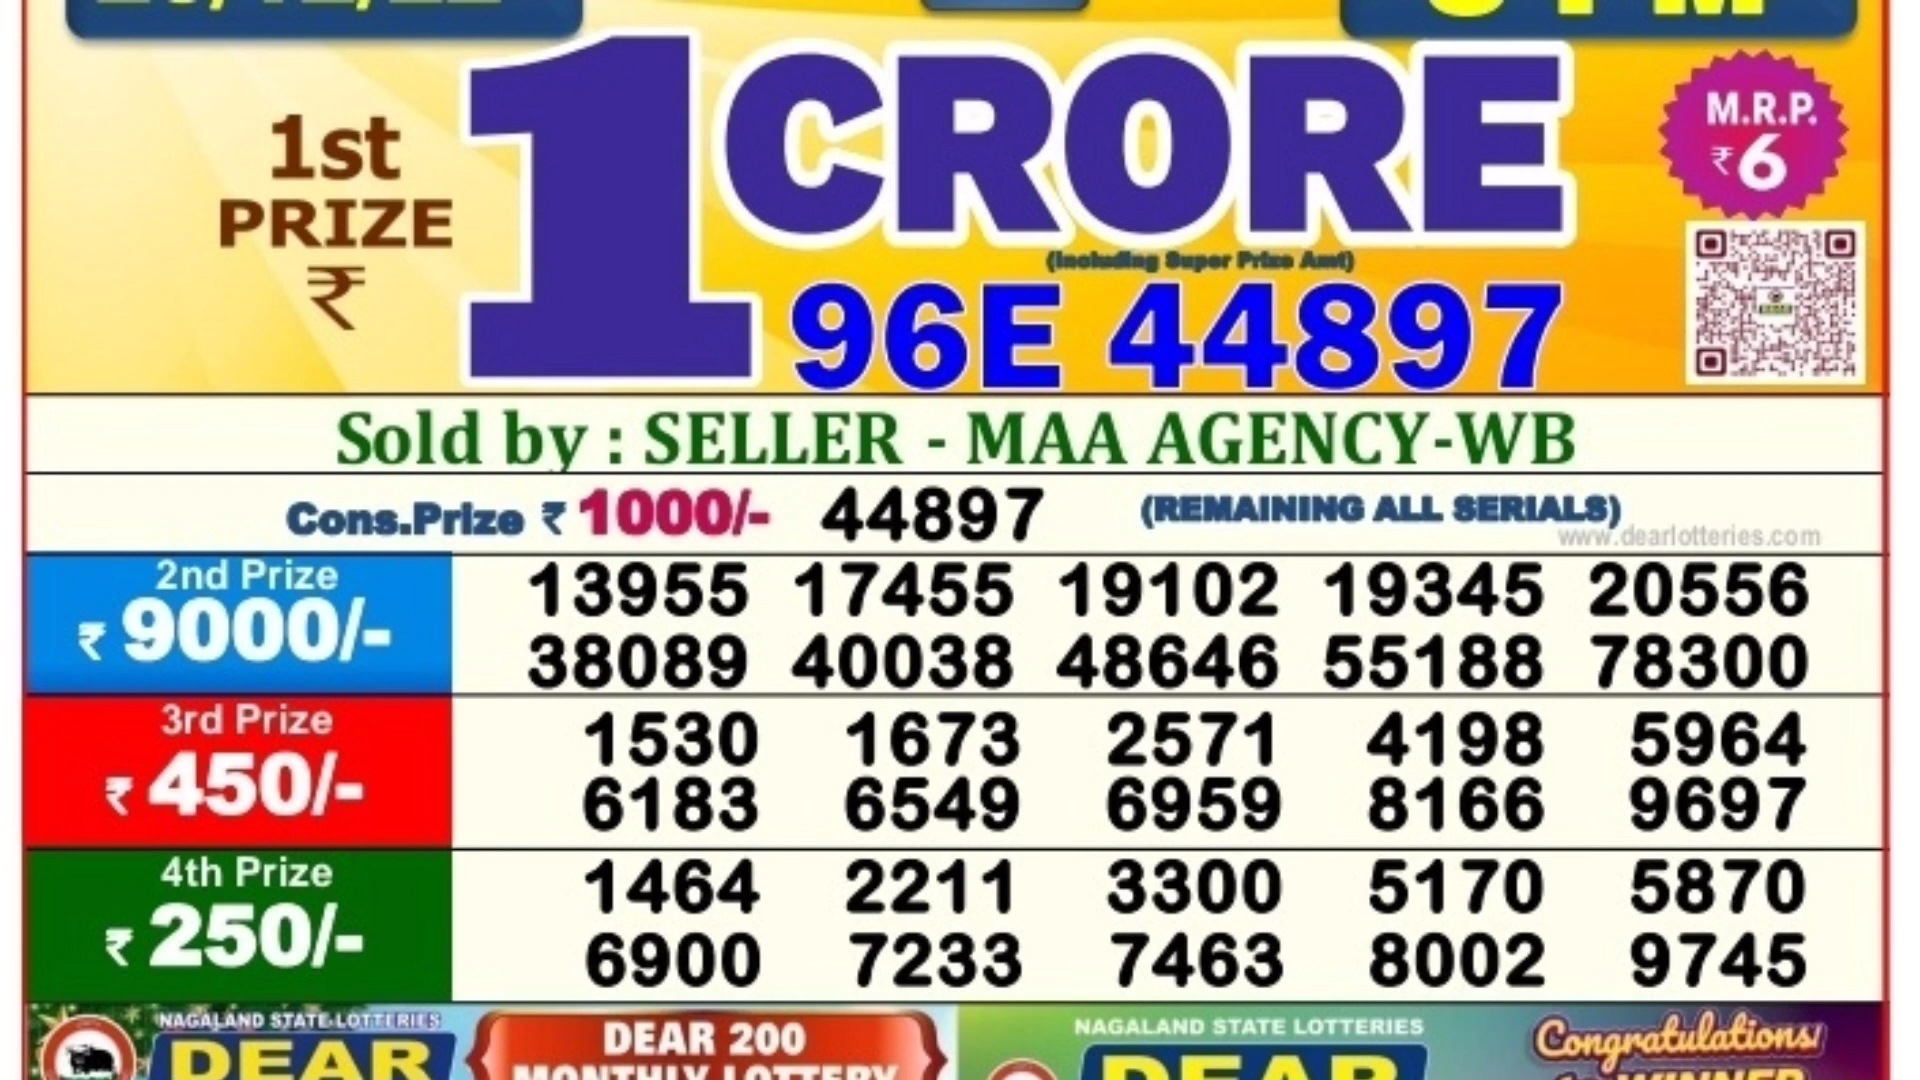 1st
PRIZE
₹
1 CRORE
(Including Super Prize Amt)
96E 44897
M.R.P.
₹6
Sold by : SELLER - MAA AGENCY-WB
Cons.Prize ₹ 1000/- 44897 (REMAINING ALL SERIALS)
www.dearlotteries.com
2nd Prize
₹ 9000/-
13955 17455 19102 19345 20556
38089 40038 48646 55188 78300
3rd Prize
₹ 450/-
1530 1673 2571 4198 5964
6183 6549 6959 8166 9697
4th Prize
₹ 250/-
1464 2211 3300 5170 5870
6900 7233 7463 8002 9745
NAGALAND STATE LOTTERIES
DEAR
DEAR 200
MONTHLY LOTTERY
NAGALAND STATE LOTTERIES
DEAR
Congratulations!
WINNER